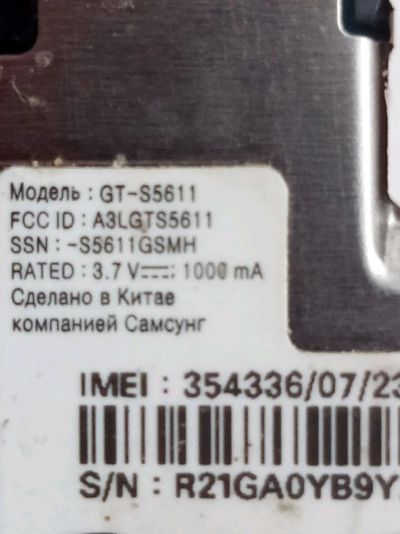 Модель : GT-S5611
FCC ID : A3LGTS5611
SSN : -S5611GSMH
RATED : 3.7 V⎓; 1000 mA
Сделано в Китае
компанией Самсунг
IMEI : 354336/07/23
S/N : R21GA0YB9Y